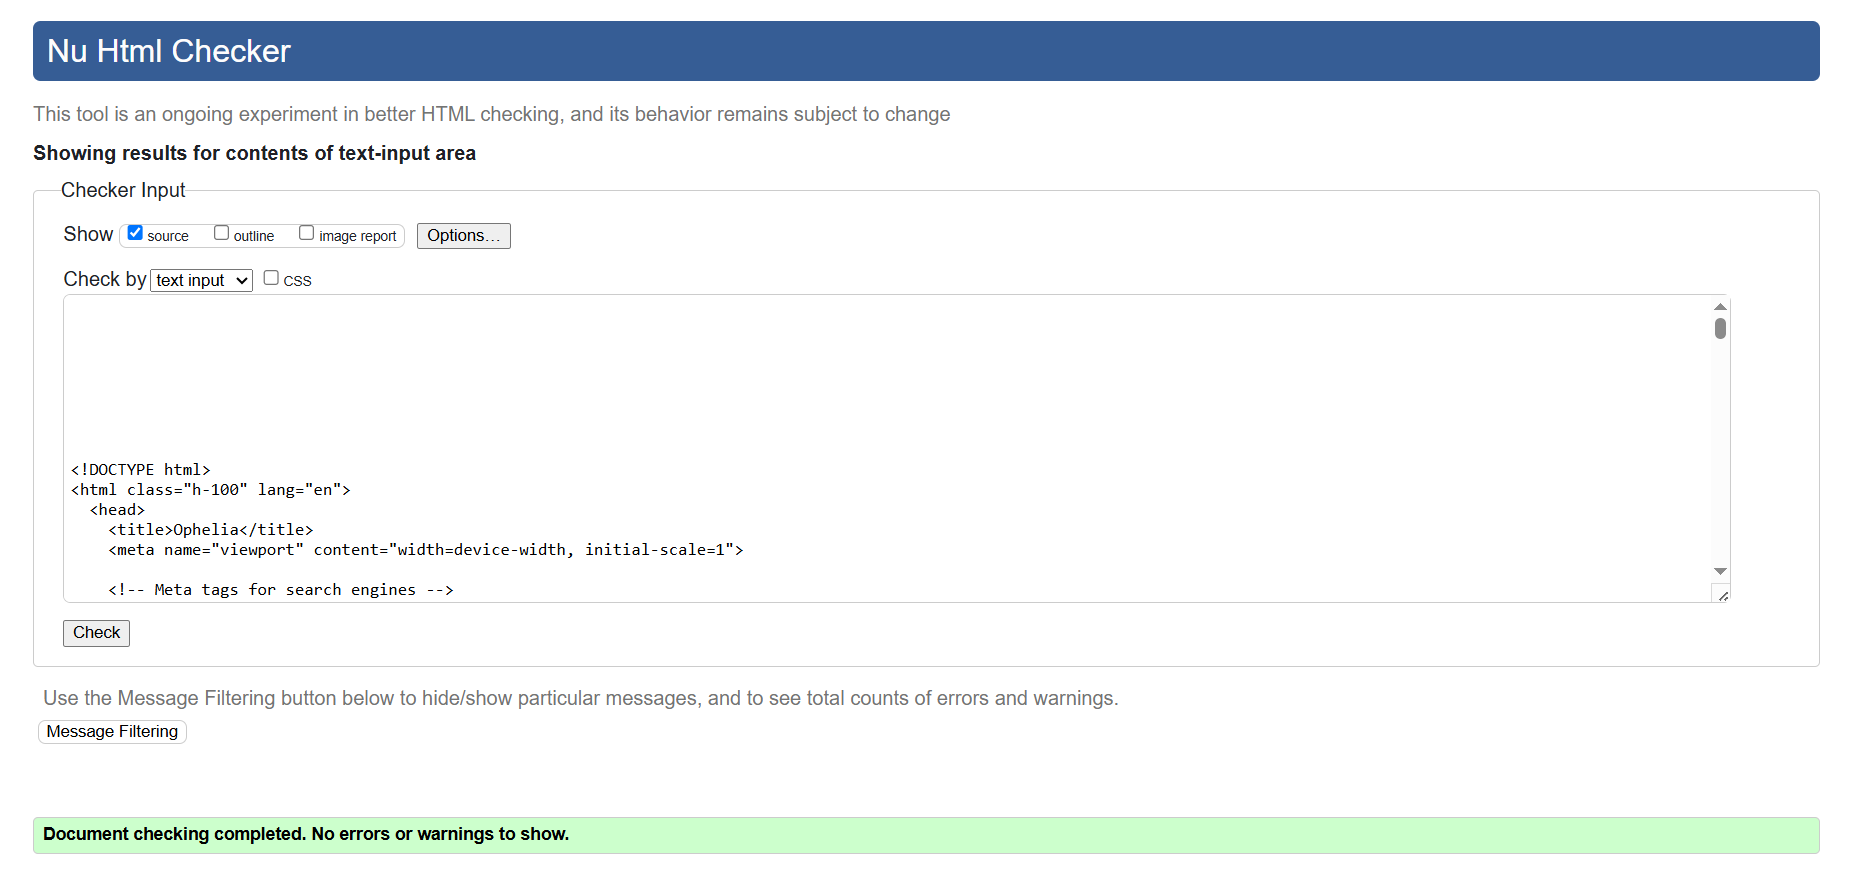 Nu Html Checker
This tool is an ongoing experiment in better HTML checking, and its behavior remains subject to change
Showing results for contents of text-input area
Checker Input
Show source outline image report Options...
Check by text input CSS
<!DOCTYPE html>
<html class="h-100" lang="en">
  <head>
    <title>Ophelia</title>
    <meta name="viewport" content="width=device-width, initial-scale=1">
    <!-- Meta tags for search engines -->
Check
Use the Message Filtering button below to hide/show particular messages, and to see total counts of errors and warnings.
Message Filtering
Document checking completed. No errors or warnings to show.